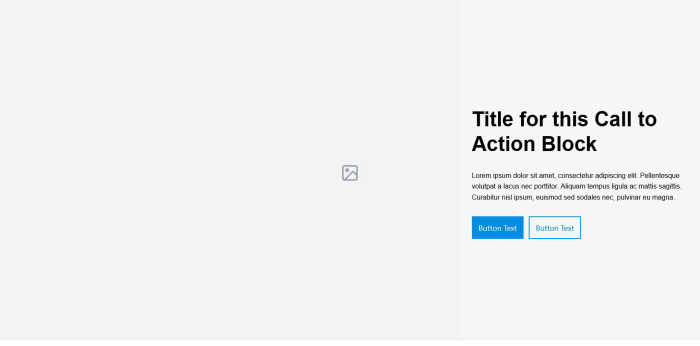 Title for this Call to
Action Block
Lorem ipsum dolor sit amet, consectetur adipiscing elit. Pellentesque
volutpat a lacus nec porttitor. Aliquam tempus ligula ac mattis sagittis.
Curabitur nisl ipsum, euismod sed sodales nec, pulvinar eu magna.
Button Text
Button Text